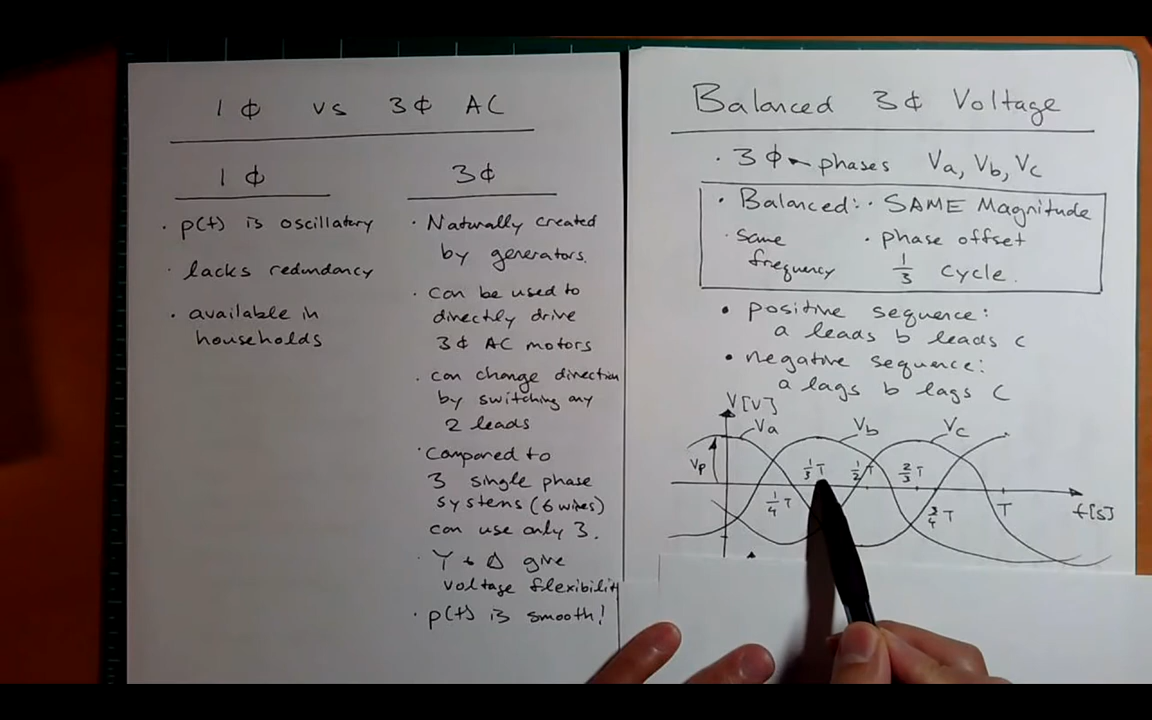 1 ф vs 3 ф AC
1 ф
p(t) is oscillatory
lacks redundancy
available in
households
3 ф
Naturally created
by generators.
Can be used to
directly drive
3 ф AC motors
can change direction
by switching any
2 leads
Compared to
3 single phase
systems (6 wires)
can use only 3.
Y + Δ give
voltage flexibility
p(t) is smooth!
Balanced 3 ф Voltage
3 ф phases Va, Vb, Vc
Balanced: SAME Magnitude
same frequency
phase offset
1/3 cycle.
positive sequence:
a leads b leads c
negative sequence:
a lags b lags c
V[V]
Va Vb Vc
Vp
1/4 T 1/3 T 1/2 T 2/3 T 3/4 T T
t[s]